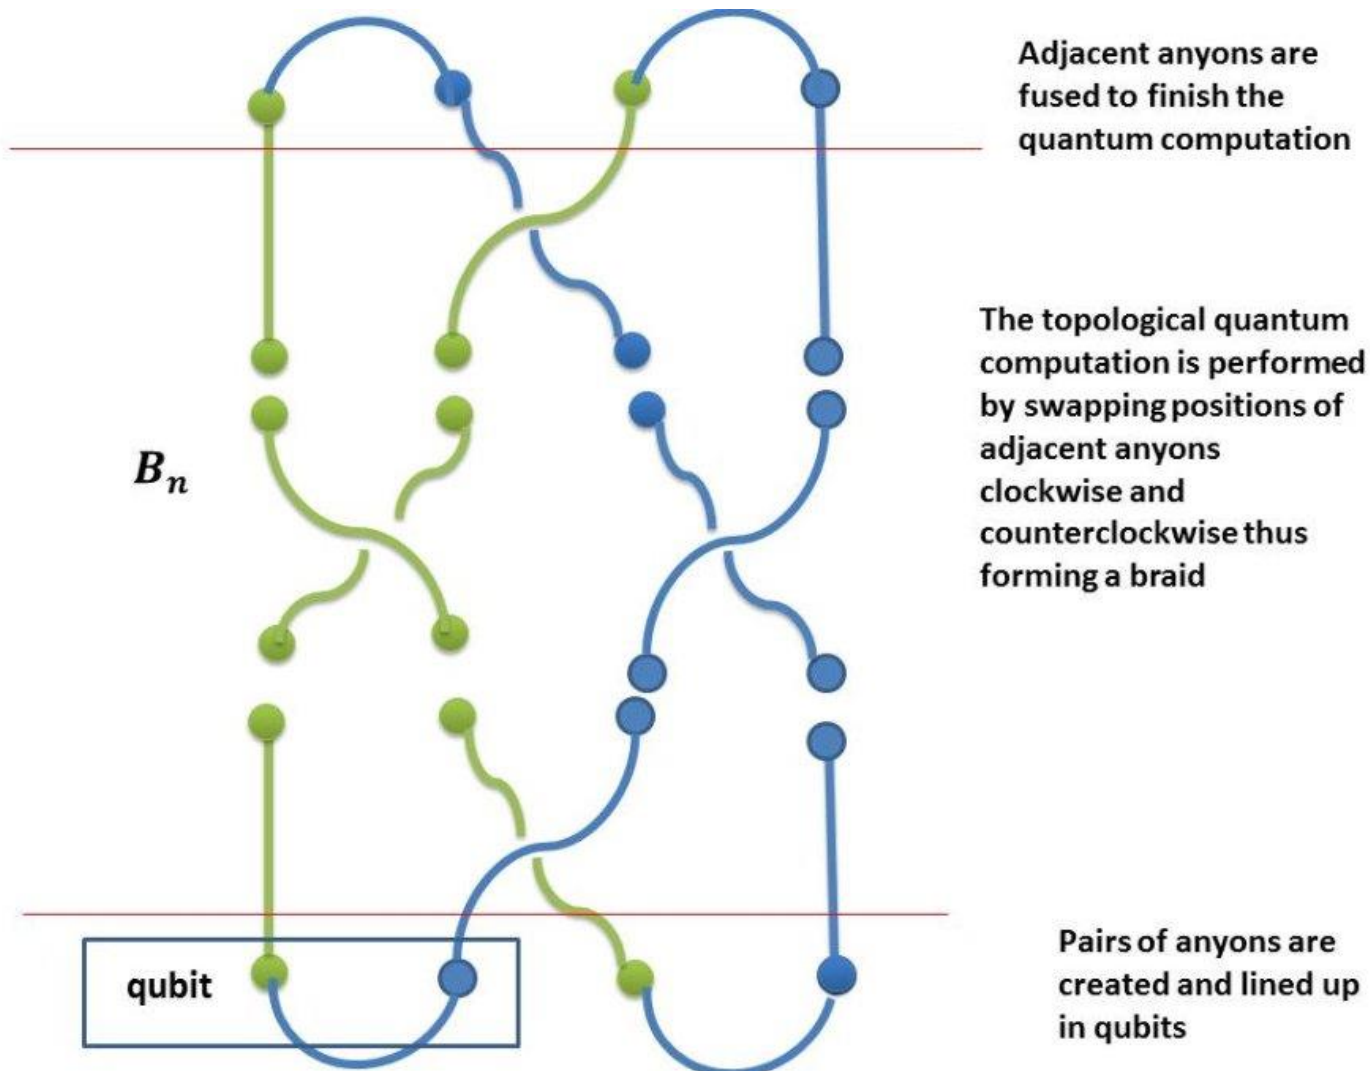 Adjacent anyons are
fused to finish the
quantum computation
The topological quantum
computation is performed
by swapping positions of
adjacent anyons
clockwise and
counterclockwise thus
forming a braid
Bₙ
qubit
Pairs of anyons are
created and lined up
in qubits